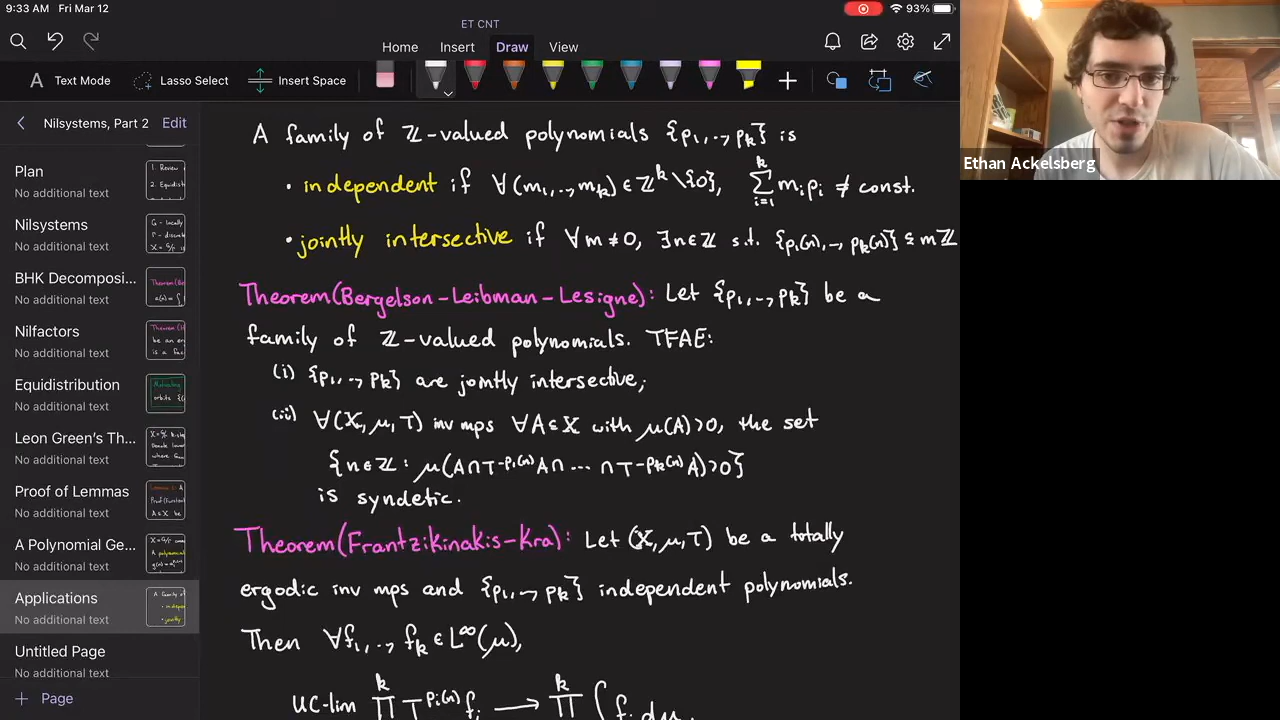 9:33 AM Fri Mar 12
93%
ET CNT
Home Insert Draw View
Text Mode Lasso Select Insert Space
Nilsystems, Part 2 Edit
Plan
No additional text
Nilsystems
No additional text
BHK Decomposi...
No additional text
Nilfactors
No additional text
Equidistribution
No additional text
Leon Green's Th...
No additional text
Proof of Lemmas
No additional text
A Polynomial Ge...
No additional text
Applications
No additional text
Untitled Page
No additional text
Page
A family of ℤ-valued polynomials {p₁,..,pₖ} is
• independent if ∀(m₁,..,mₖ)∈ℤᵏ\{0}, ∑ᵢ₌₁ᵏ mᵢpᵢ ≠ const.
• jointly intersective if ∀m≠0, ∃n∈ℤ s.t. {p₁(n),..,pₖ(n)} ⊆ mℤ
Theorem (Bergelson-Leibman-Lesigne): Let {p₁,..,pₖ} be a
family of ℤ-valued polynomials. TFAE:
(i) {p₁,..,pₖ} are jointly intersective;
(ii) ∀(X,μ,T) inv mps ∀A∈X with μ(A)>0, the set
{n∈ℤ: μ(A∩T^{-p₁(n)}A∩ ... ∩T^{-pₖ(n)}A)>0}
is syndetic.
Theorem (Frantzikinakis-Kra): Let (X,μ,T) be a totally
ergodic inv mps and {p₁,..,pₖ} independent polynomials.
Then ∀f₁,..,fₖ∈L^∞(μ),
UC-lim ∏ᵏ T^{pᵢ(n)}fᵢ → ∏ᵏ ∫ fᵢ dμ.
Ethan Ackelsberg